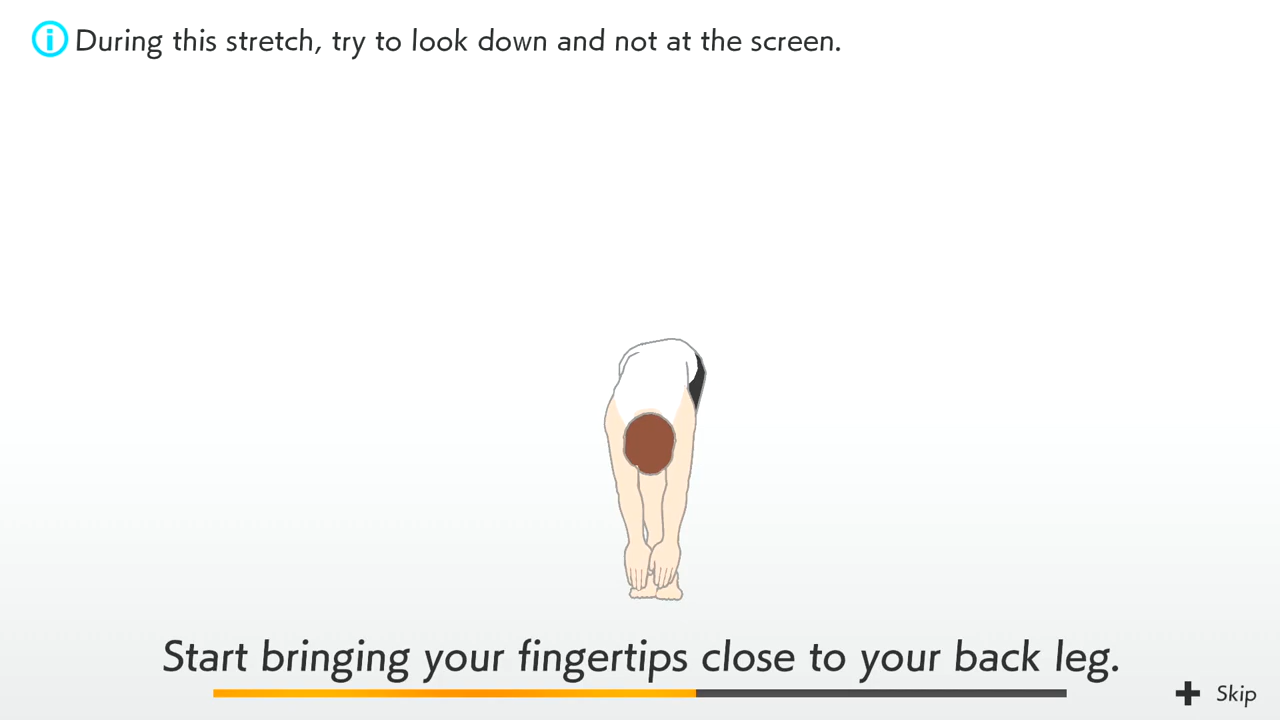 During this stretch, try to look down and not at the screen.
Start bringing your fingertips close to your back leg.
Skip